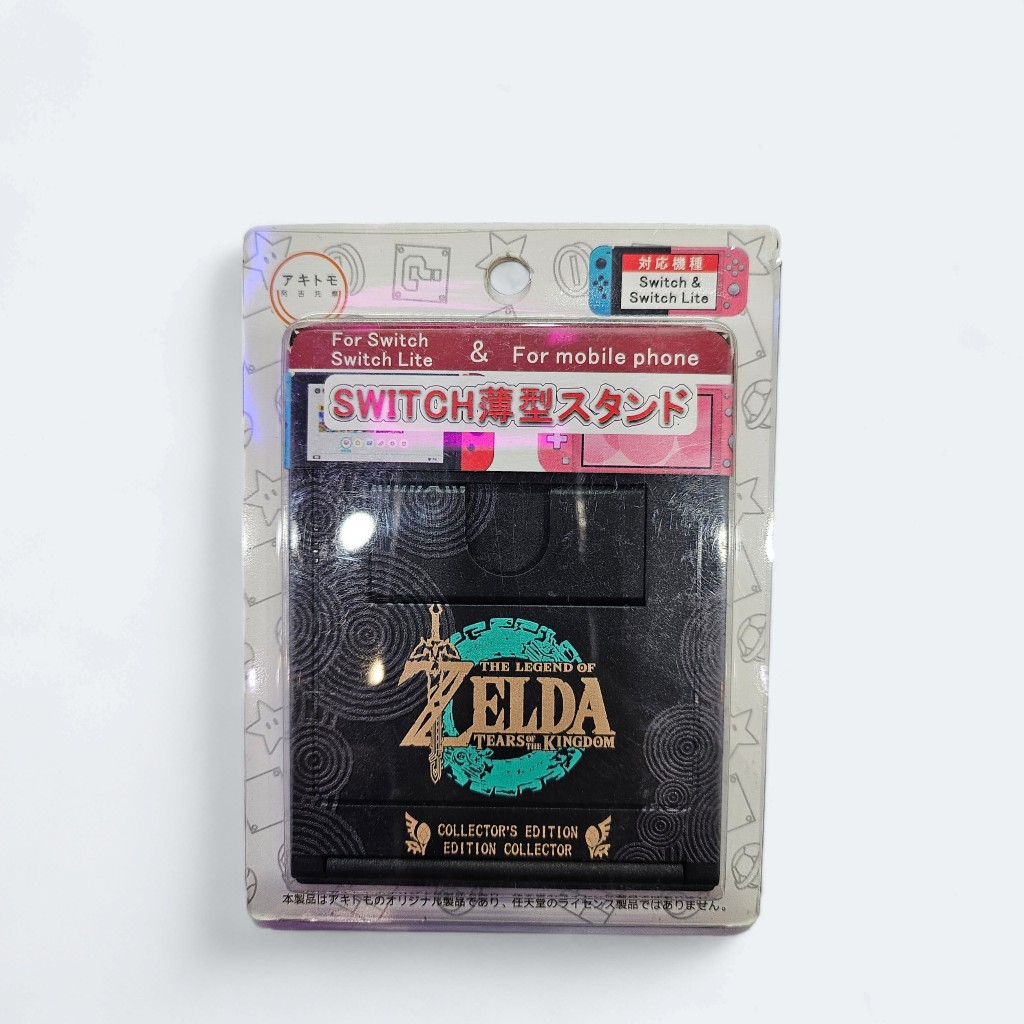 アキトモ
対応機種
Switch &
Switch Lite
For Switch
Switch Lite
&
For mobile phone
SWITCH薄型スタンド
THE LEGEND OF
ZELDA
TEARS OF THE KINGDOM
COLLECTOR'S EDITION
EDITION COLLECTOR
本製品はアキトものオリジナル製品であり、任天堂のライセンス製品ではありません。